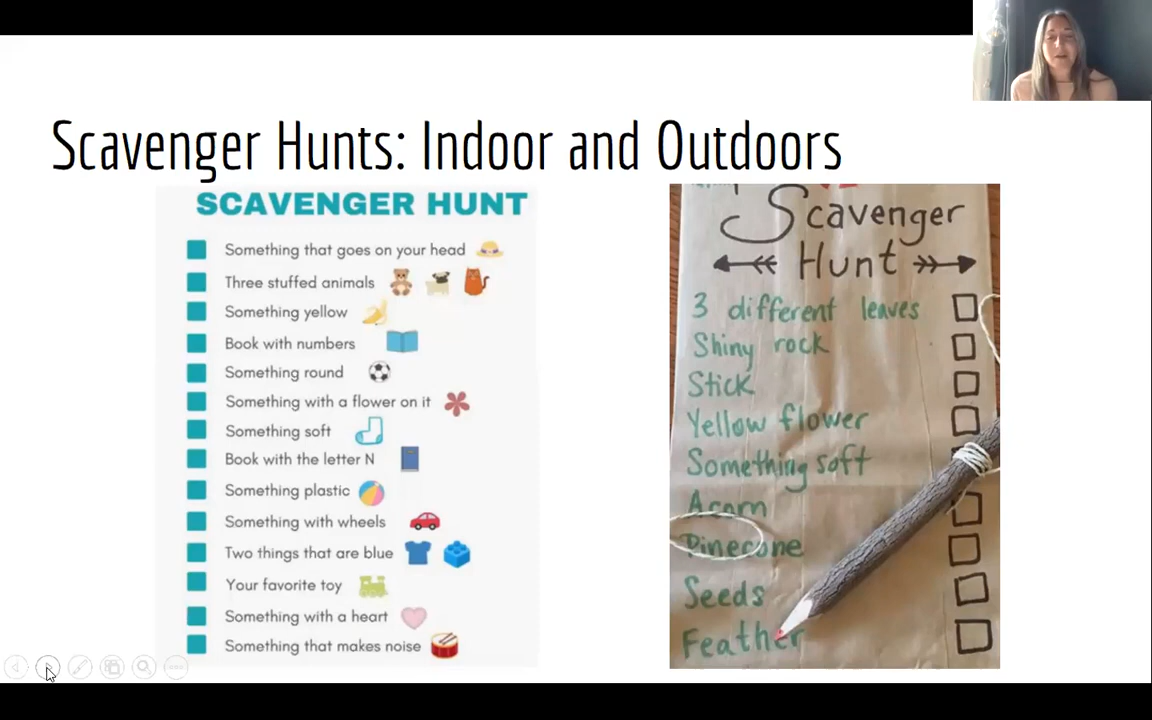 Scavenger Hunts: Indoor and Outdoors
SCAVENGER HUNT
Something that goes on your head
Three stuffed animals
Something yellow
Book with numbers
Something round
Something with a flower on it
Something soft
Book with the letter N
Something plastic
Something with wheels
Two things that are blue
Your favorite toy
Something with a heart
Something that makes noise
Scavenger
Hunt
3 different leaves
Shiny rock
Stick
Yellow flower
Something soft
Acorn
Pinecone
Seeds
Feather